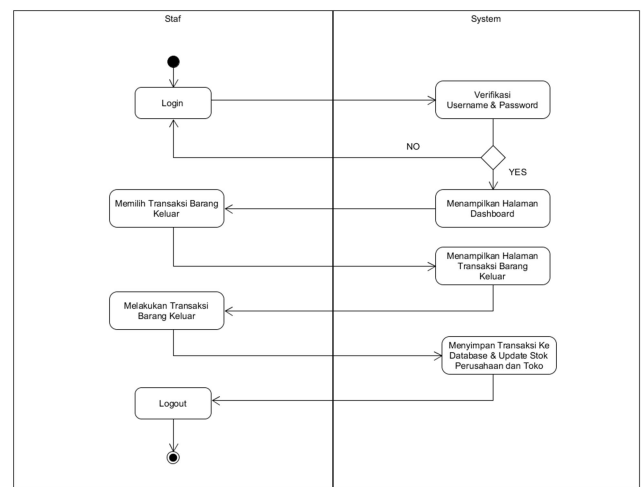 Staf
System
Login
Verifikasi
Username & Password
NO
YES
Memilih Transaksi Barang
Keluar
Menampilkan Halaman
Dashboard
Menampilkan Halaman
Transaksi Barang
Keluar
Melakukan Transaksi
Barang Keluar
Menyimpan Transaksi Ke
Database & Update Stok
Perusahaan dan Toko
Logout